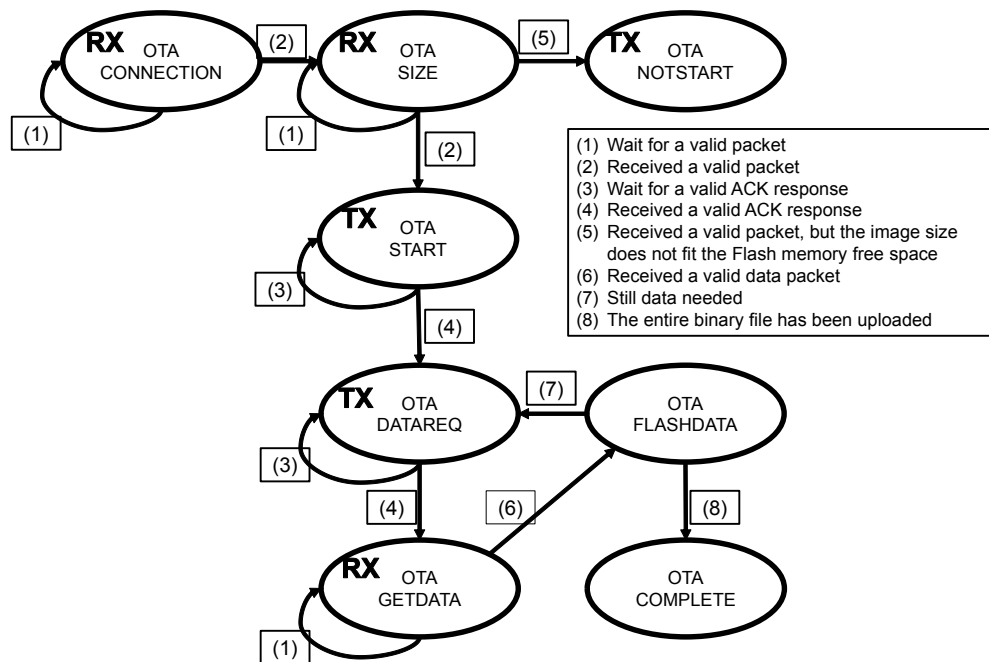 RX OTA CONNECTION
(2)
RX OTA SIZE
(5)
TX OTA NOTSTART
(1)
(1)
(2)
(1) Wait for a valid packet
(2) Received a valid packet
(3) Wait for a valid ACK response
(4) Received a valid ACK response
(5) Received a valid packet, but the image size
does not fit the Flash memory free space
(6) Received a valid data packet
(7) Still data needed
(8) The entire binary file has been uploaded
TX OTA START
(3)
(4)
TX OTA DATAREQ
(7)
OTA FLASHDATA
(3)
(4)
(6)
(8)
RX OTA GETDATA
OTA COMPLETE
(1)